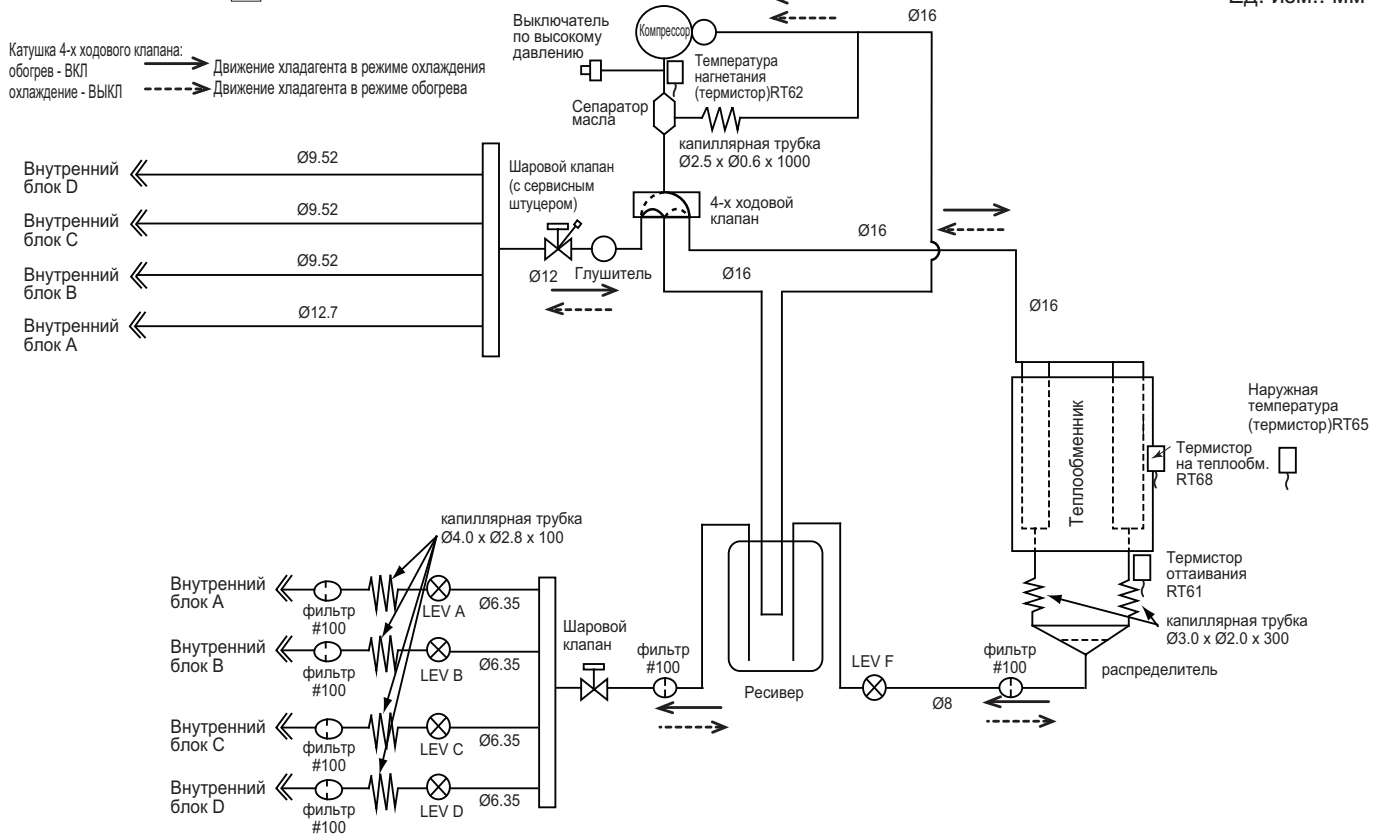 Ед. изм.: мм
Катушка 4-х ходового клапана:
обогрев - ВКЛ
охлаждение - ВЫКЛ
Движение хладагента в режиме охлаждения
Движение хладагента в режиме обогрева
Выключатель
по высокому
давлению
Компрессор
Ø16
Температура
нагнетания
(термистор)RT62
Сепаратор
масла
капиллярная трубка
Ø2.5 x Ø0.6 x 1000
4-х ходовой
клапан
Шаровой клапан
(с сервисным
штуцером)
Ø12
Глушитель
Ø16
Ø16
Ø16
Внутренний
блок D
Ø9.52
Внутренний
блок C
Ø9.52
Внутренний
блок B
Ø9.52
Внутренний
блок A
Ø12.7
Теплообменник
Наружная
температура
(термистор)RT65
Термистор
на теплообм.
RT68
Термистор
оттаивания
RT61
капиллярная трубка
Ø3.0 x Ø2.0 x 300
распределитель
капиллярная трубка
Ø4.0 x Ø2.8 x 100
Внутренний
блок A
фильтр
#100
LEV A
Ø6.35
Внутренний
блок B
фильтр
#100
LEV B
Ø6.35
Внутренний
блок C
фильтр
#100
LEV C
Ø6.35
Внутренний
блок D
фильтр
#100
LEV D
Ø6.35
Шаровой
клапан
фильтр
#100
Ресивер
LEV F
Ø8
фильтр
#100